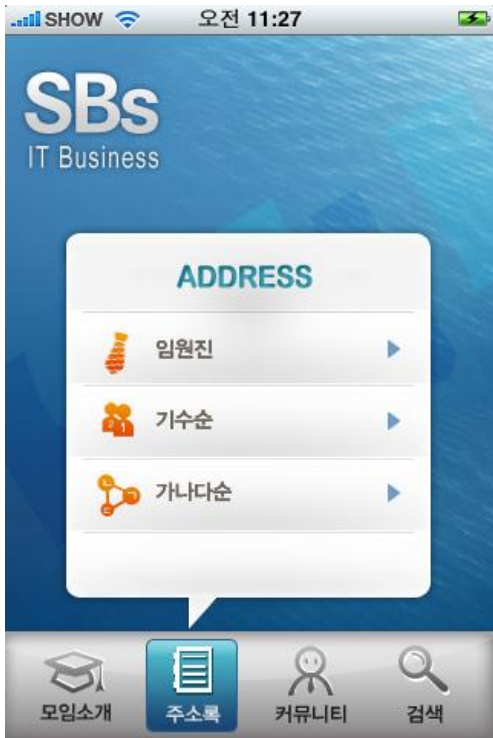 SHOW 오전 11:27
SBs
IT Business
ADDRESS
임원진
기수순
가나다순
모임소개 주소록 커뮤니티 검색